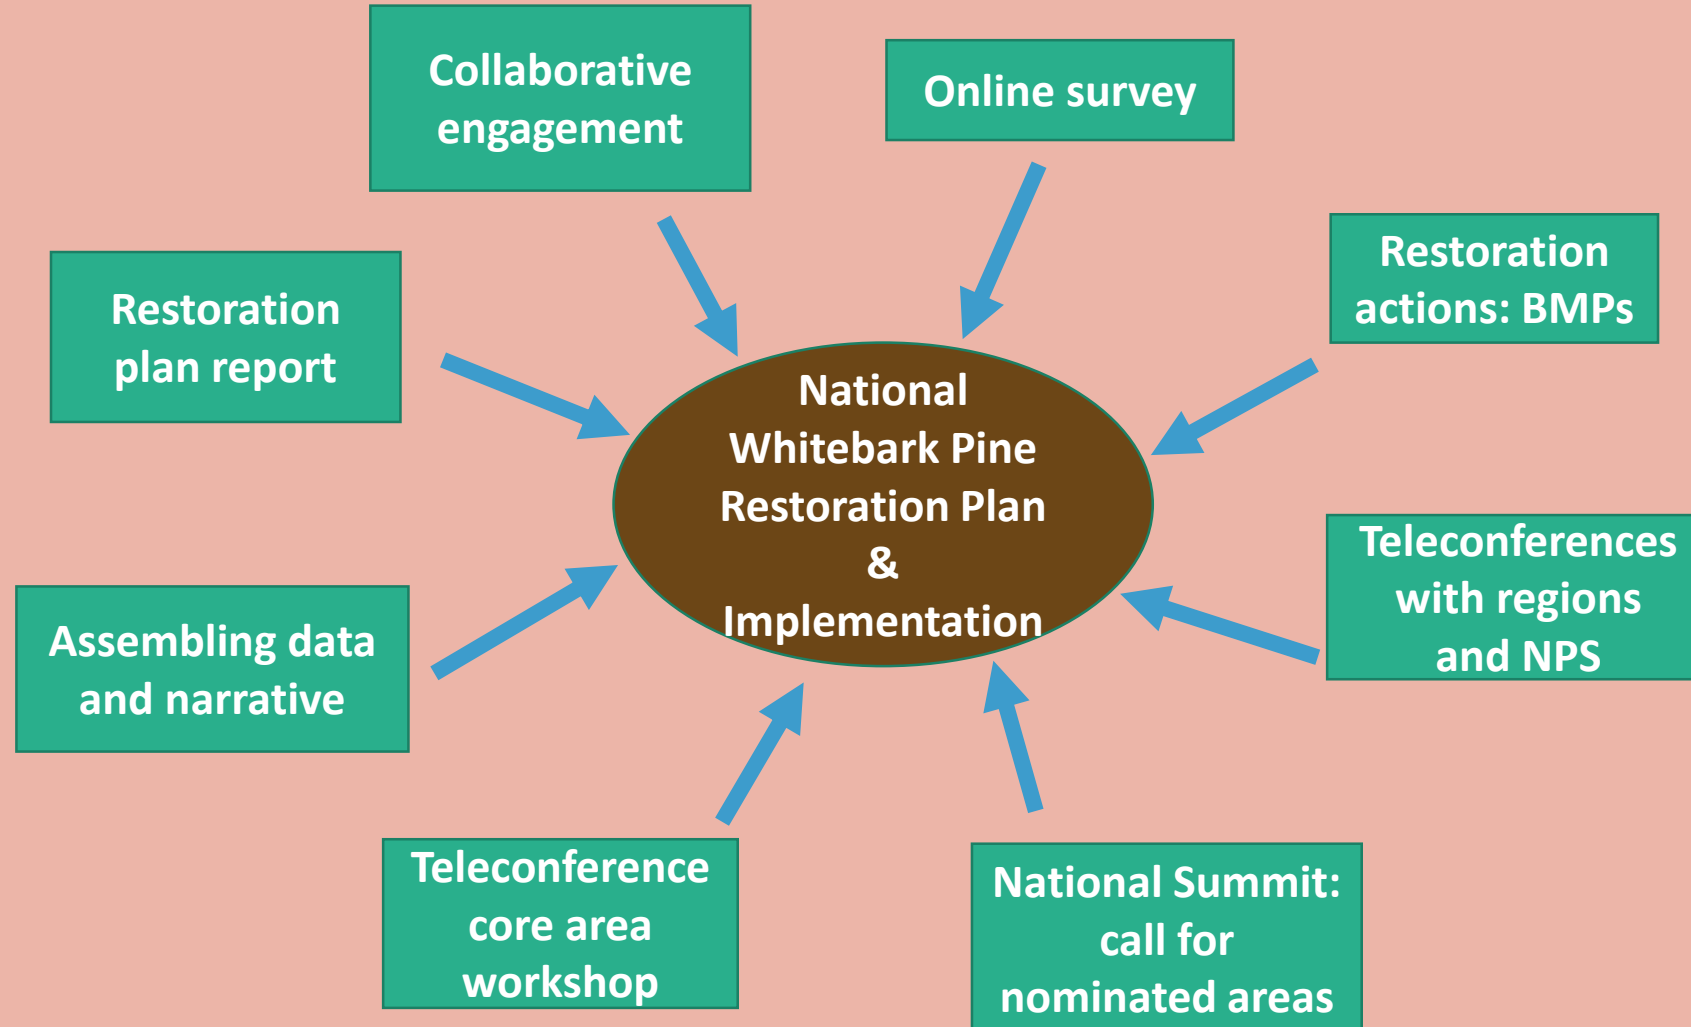 Collaborative
engagement
Online survey
Restoration
actions: BMPs
Restoration
plan report
National
Whitebark Pine
Restoration Plan
&
Implementation
Teleconferences
with regions
and NPS
Assembling data
and narrative
Teleconference
core area
workshop
National Summit:
call for
nominated areas